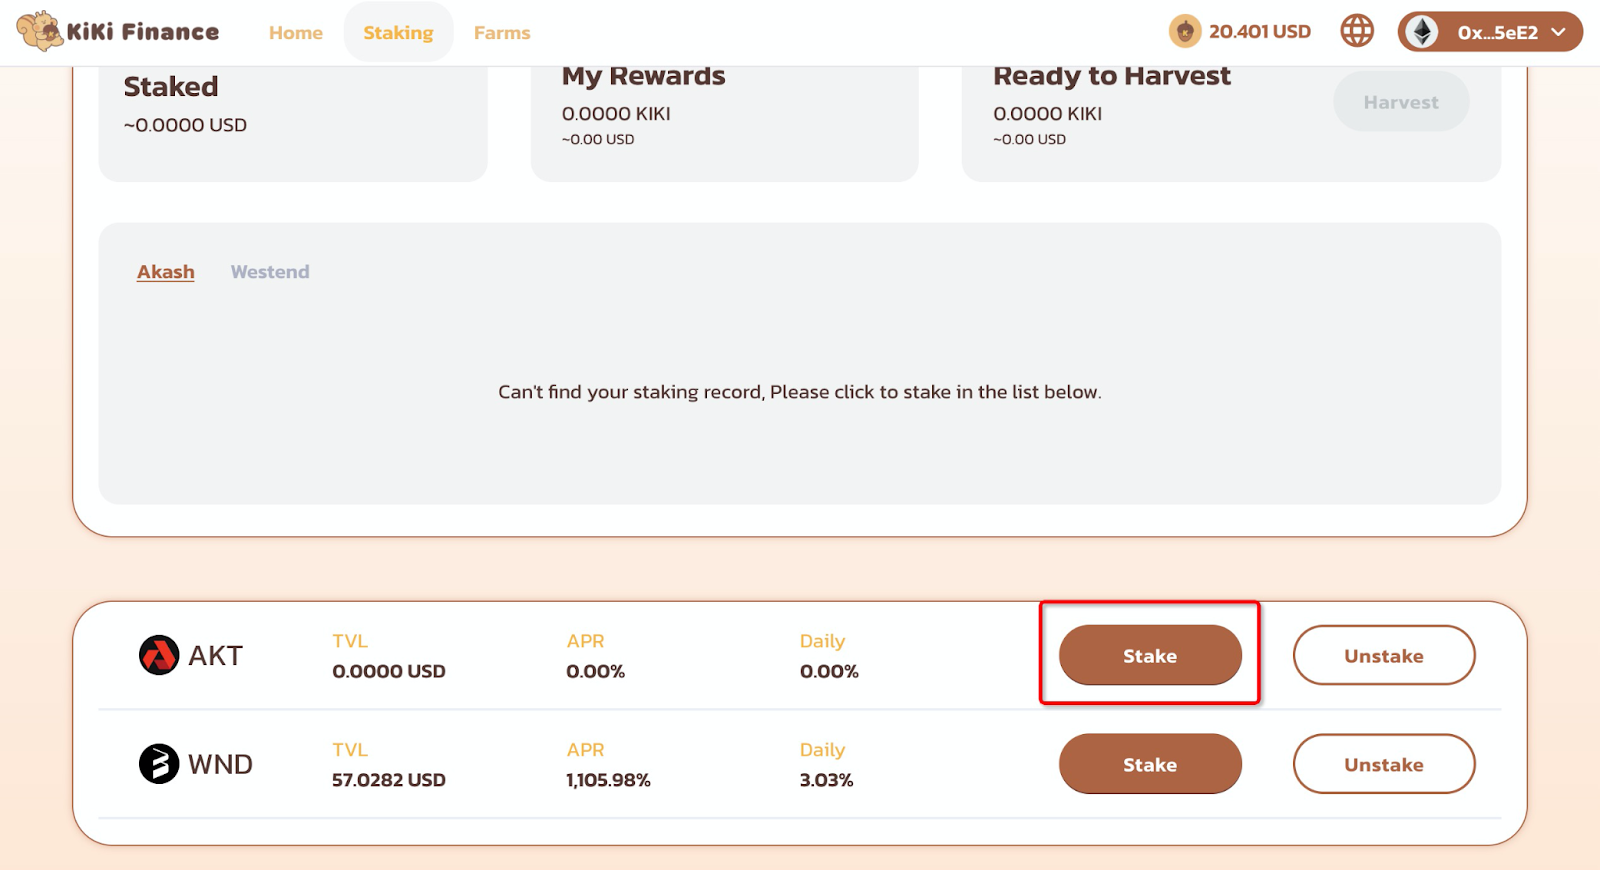 KiKi Finance Home Staking Farms 20.401 USD 0x...5eE2
Staked
~0.0000 USD
My Rewards
0.0000 KIKI
~0.00 USD
Ready to Harvest
0.0000 KIKI
~0.00 USD
Harvest
Akash Westend
Can't find your staking record, Please click to stake in the list below.
AKT
TVL
0.0000 USD
APR
0.00%
Daily
0.00%
Stake
Unstake
WND
TVL
57.0282 USD
APR
1,105.98%
Daily
3.03%
Stake
Unstake